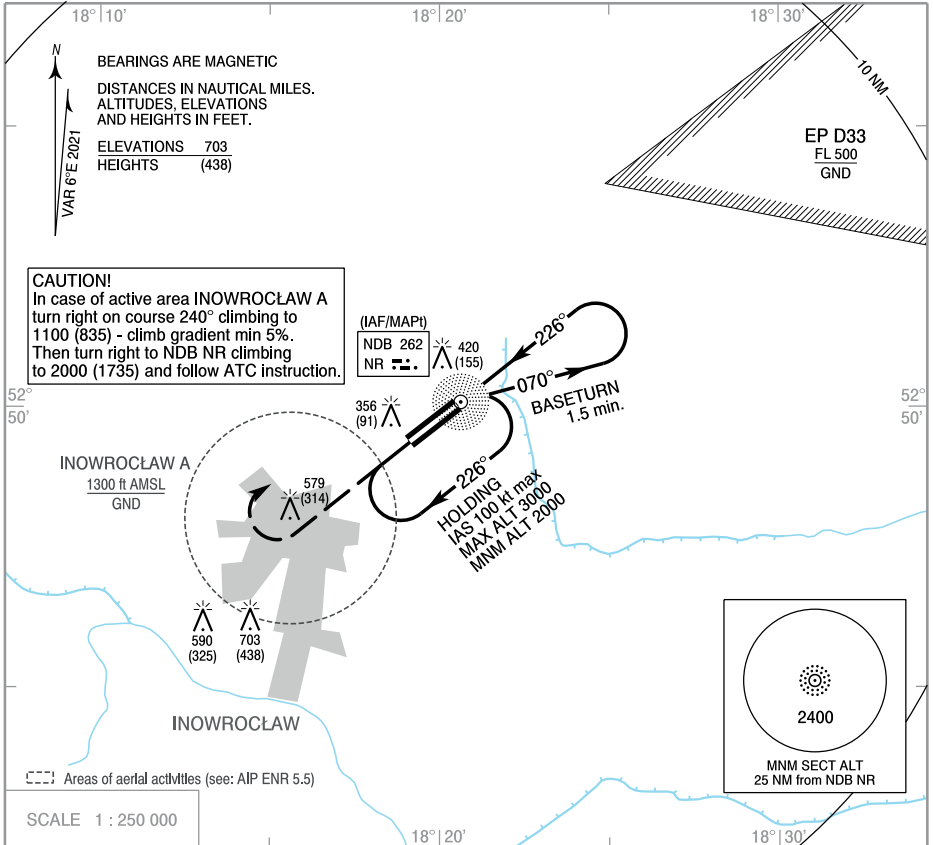 18°10'
18°20'
18°30'
N
VAR 6°E 2021
BEARINGS ARE MAGNETIC
DISTANCES IN NAUTICAL MILES.
ALTITUDES, ELEVATIONS
AND HEIGHTS IN FEET.
ELEVATIONS 703
HEIGHTS (438)
10 NM
EP D33
FL 500
GND
CAUTION!
In case of active area INOWROCŁAW A
turn right on course 240° climbing to
1100 (835) - climb gradient min 5%.
Then turn right to NDB NR climbing
to 2000 (1735) and follow ATC instruction.
(IAF/MAPt)
NDB 262
NR
420
(155)
226°
070°
BASETURN
1.5 min.
52°
50'
52°
50'
356
(91)
INOWROCŁAW A
1300 ft AMSL
GND
579
(314)
226°
HOLDING
IAS 100 kt max
MAX ALT 3000
MNM ALT 2000
590
(325)
703
(438)
INOWROCŁAW
2400
MNM SECT ALT
25 NM from NDB NR
Areas of aerial activities (see: AIP ENR 5.5)
SCALE 1 : 250 000
18°20'
18°30'